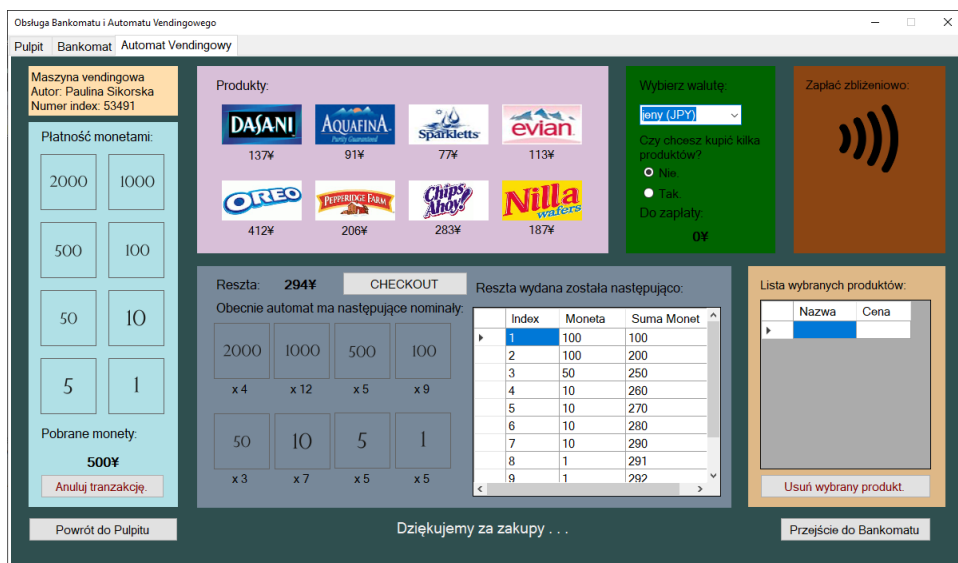 Obsługa Bankomatu i Automatu Vendingowego
Pulpit Bankomat Automat Vendingowy
Maszyna vendingowa
Autor: Paulina Sikorska
Numer index: 53491
Płatność monetami:
2000 1000
500 100
50 10
5 1
Pobrane monety:
500¥
Anuluj tranzakcję.
Powrót do Pulpitu
Produkty:
DASANI AQUAFINA. Sparkletts evian.
Purity Guaranteed
137¥ 91¥ 77¥ 113¥
OREO PEPPERIDGE FARM Chips Ahoy! Nilla wafers
412¥ 206¥ 283¥ 187¥
Wybierz walutę:
jeny (JPY)
Czy chcesz kupić kilka
produktów?
Nie.
Tak.
Do zapłaty:
0¥
Zapłać zbliżeniowo:
Reszta: 294¥ CHECKOUT
Obecnie automat ma następujące nominały:
2000 1000 500 100
x 4 x 12 x 5 x 9
50 10 5 1
x 3 x 7 x 5 x 5
Reszta wydana została następująco:
Index Moneta Suma Monet
1 100 100
2 100 200
3 50 250
4 10 260
5 10 270
6 10 280
7 10 290
8 1 291
9 1 292
Lista wybranych produktów:
Nazwa Cena
Usuń wybrany produkt.
Dziękujemy za zakupy . . .
Przejście do Bankomatu